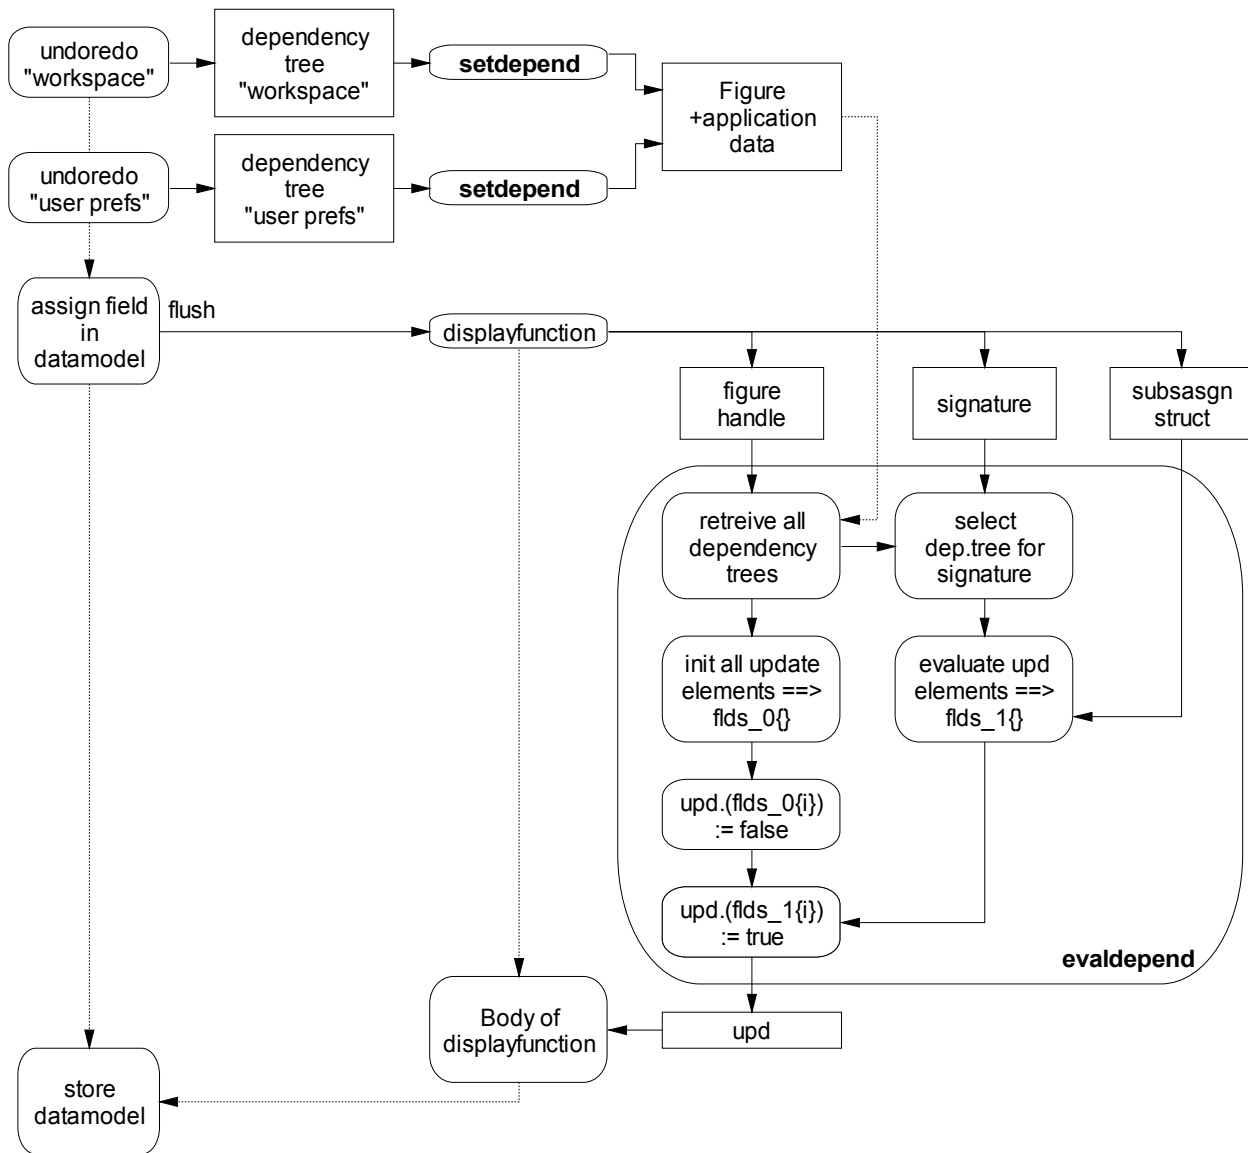 undoredo
"workspace"
dependency
tree
"workspace"
setdepend
Figure
+application
data
undoredo
"user prefs"
dependency
tree
"user prefs"
setdepend
assign field
in
datamodel
flush
displayfunction
figure
handle
signature
subsasgn
struct
retreive all
dependency
trees
select
dep.tree for
signature
init all update
elements ==>
flds_0{}
evaluate upd
elements ==>
flds_1{}
upd.(flds_0{i})
:= false
upd.(flds_1{i})
:= true
evaldepend
Body of
displayfunction
upd
store
datamodel